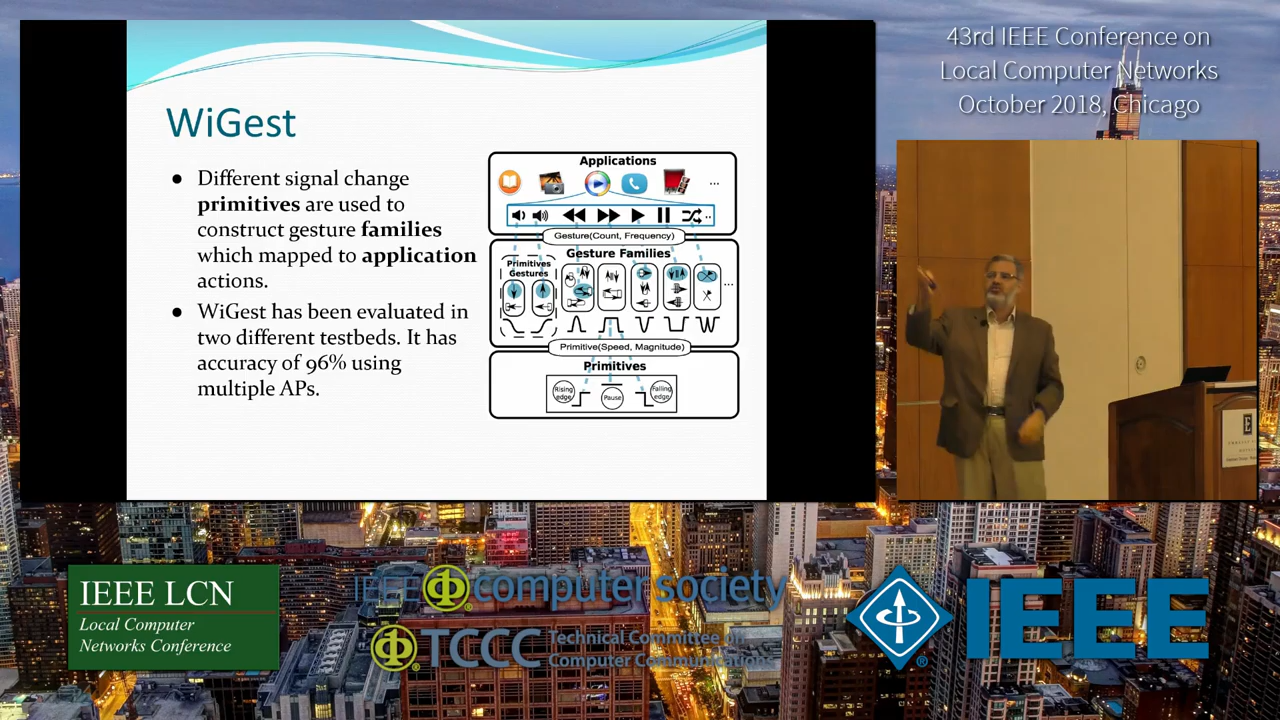 43rd IEEE Conference on
Local Computer Networks
October 2018, Chicago
WiGest
● Different signal change
primitives are used to
construct gesture families
which mapped to application
actions.
● WiGest has been evaluated in
two different testbeds. It has
accuracy of 96% using
multiple APs.
Applications
...
Gesture(Count, Frequency)
Gesture Families
Primitives
Gestures
...
Primitive(Speed, Magnitude)
Primitives
Rising
edge
Pause
Falling
edge
IEEE LCN
Local Computer
Networks Conference
IEEE computer society
TCCC Technical Committee on
Computer Communications
IEEE
®